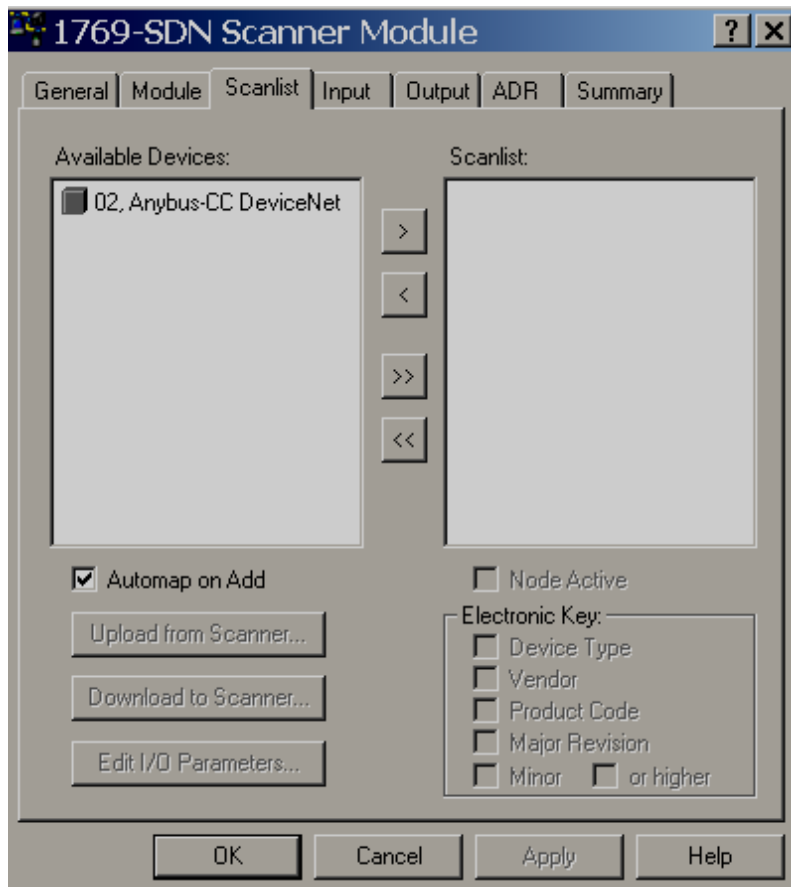 1769-SDN Scanner Module
? X
General Module Scanlist Input Output ADR Summary
Available Devices:
Scanlist:
02, Anybus-CC DeviceNet
>
<
>>
<<
Automap on Add
Node Active
Upload from Scanner...
Electronic Key:
Device Type
Vendor
Download to Scanner...
Product Code
Major Revision
Edit I/O Parameters...
Minor or higher
OK Cancel Apply Help